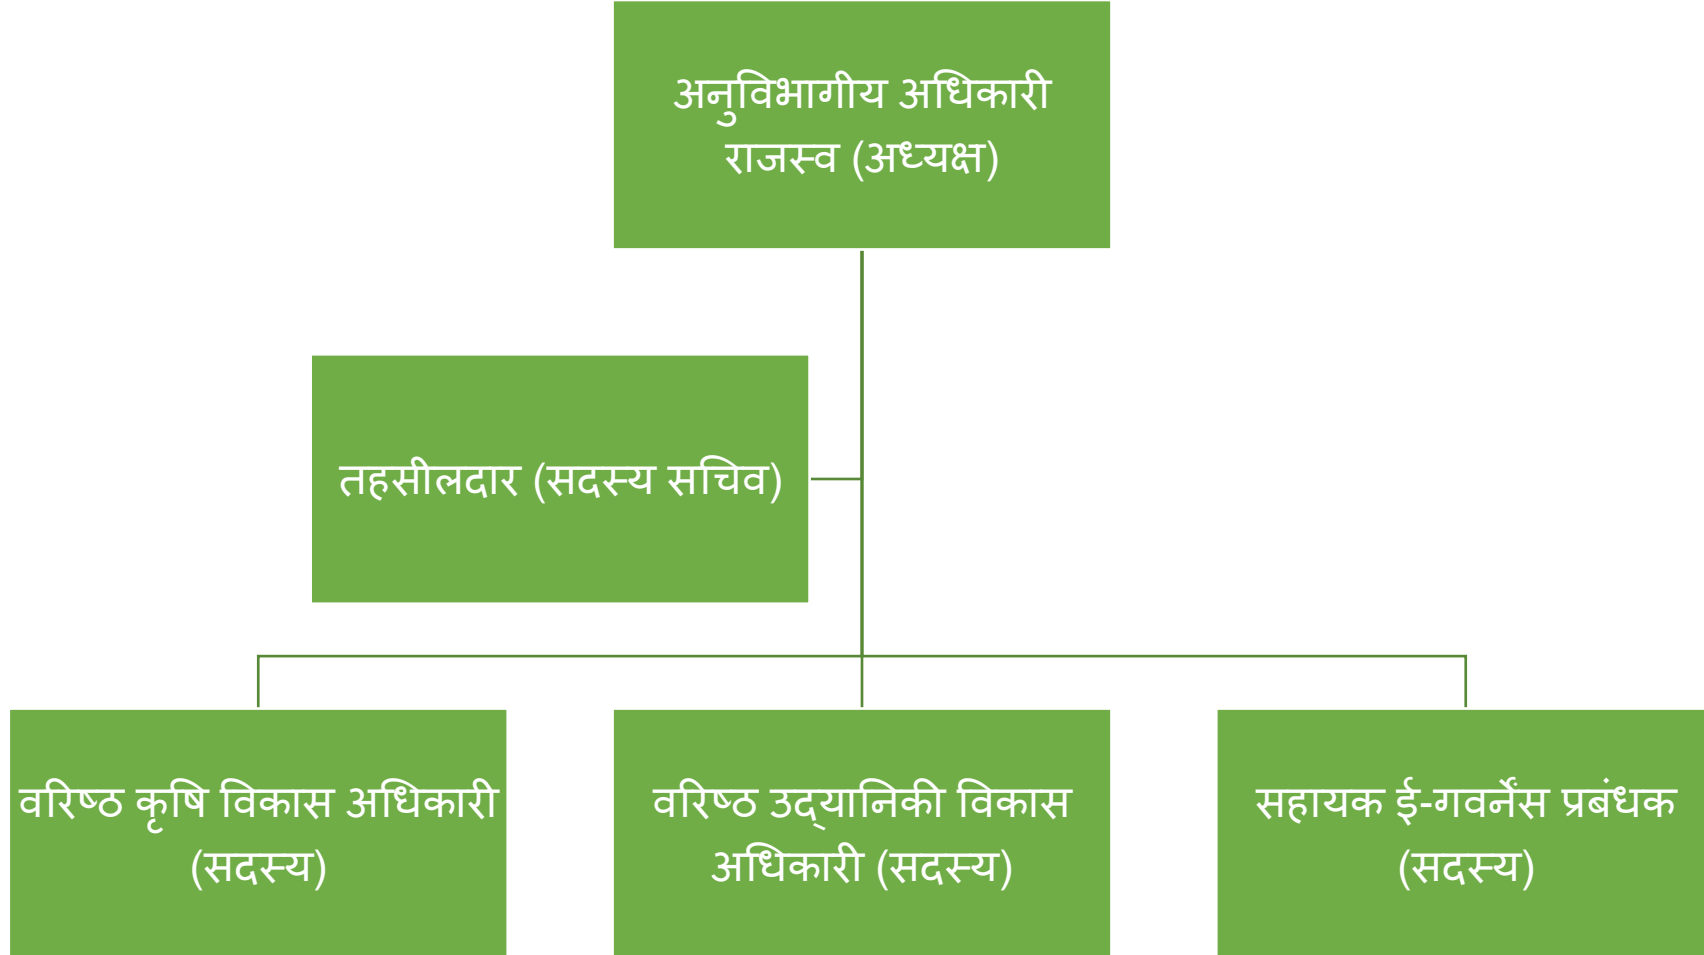 अनुविभागीय अधिकारी
राजस्व (अध्यक्ष)
तहसीलदार (सदस्य सचिव)
वरिष्ठ कृषि विकास अधिकारी
(सदस्य)
वरिष्ठ उद्यानिकी विकास
अधिकारी (सदस्य)
सहायक ई-गवर्नेंस प्रबंधक
(सदस्य)